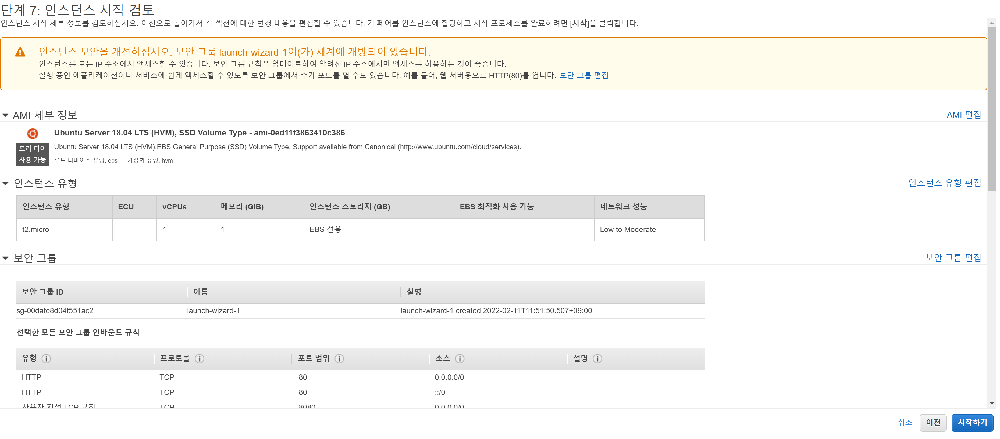 단계 7: 인스턴스 시작 검토
인스턴스 시작 세부 정보를 검토하십시오. 이전으로 돌아가서 각 섹션에 대한 변경 내용을 편집할 수 있습니다. 키 페어를 인스턴스에 할당하고 시작 프로세스를 완료하려면 [시작]을 클릭합니다.
인스턴스 보안을 개선하십시오. 보안 그룹 launch-wizard-1이(가) 세계에 개방되어 있습니다.
인스턴스를 모든 IP 주소에서 액세스할 수 있습니다. 보안 그룹 규칙을 업데이트하여 알려진 IP 주소에서만 액세스를 허용하는 것이 좋습니다.
실행 중인 애플리케이션이나 서비스에 쉽게 액세스할 수 있도록 보안 그룹에서 추가 포트를 열 수도 있습니다. 예를 들어, 웹 서버용으로 HTTP(80)를 엽니다. 보안 그룹 편집
AMI 세부 정보 AMI 편집
Ubuntu Server 18.04 LTS (HVM), SSD Volume Type - ami-0ed11f3863410c386
프리 티어 사용 가능
Ubuntu Server 18.04 LTS (HVM),EBS General Purpose (SSD) Volume Type. Support available from Canonical (http://www.ubuntu.com/cloud/services).
루트 디바이스 유형: ebs 가상화 유형: hvm
인스턴스 유형 인스턴스 유형 편집
인스턴스 유형 ECU vCPUs 메모리 (GiB) 인스턴스 스토리지 (GB) EBS 최적화 사용 가능 네트워크 성능
t2.micro - 1 1 EBS 전용 - Low to Moderate
보안 그룹 보안 그룹 편집
보안 그룹 ID 이름 설명
sg-00dafe8d04f551ac2 launch-wizard-1 launch-wizard-1 created 2022-02-11T11:51:50.507+09:00
선택한 모든 보안 그룹 인바운드 규칙
유형 프로토콜 포트 범위 소스 설명
HTTP TCP 80 0.0.0.0/0
HTTP TCP 80 ::/0
사용자 지정 TCP 규칙 TCP 8080 0.0.0.0/0
취소 이전 시작하기